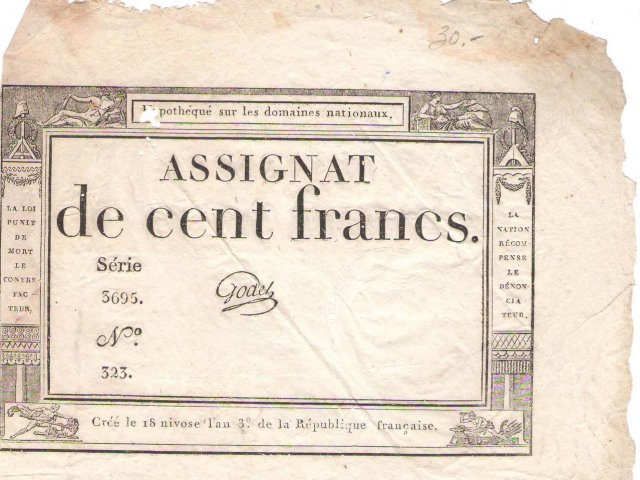 30.-
Hypothéqué sur les domaines nationaux,
ASSIGNAT
de cent francs.
Série
3695.
Godet
Nº.
323.
LA LOI
PUNIT
DE
MORT
LE
CONTRE-
FAC
TEUR.
LA
NATION
RÉCOM-
PENSE
LE
DÉNON-
CIA
TEUR.
Créé le 18 nivose l'an 3.e de la République française.